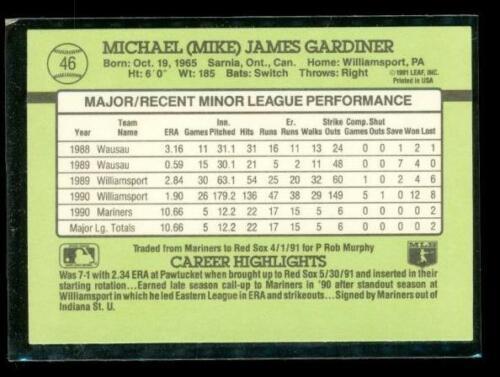 46
MICHAEL (MIKE) JAMES GARDINER
Born: Oct. 19, 1965 Sarnia, Ont., Can. Home: Williamsport, PA
Ht: 6'0" Wt: 185 Bats: Switch Throws: Right
©1991 LEAF, INC.
Printed in USA
MAJOR/RECENT MINOR LEAGUE PERFORMANCE
Team Inn. Er. Strike Comp. Shut
Year Name ERA Games Pitched Hits Runs Runs Walks Outs Games Outs Save Won Lost
1988 Wausau 3.16 11 31.1 31 16 11 13 24 0 0 1 2 1
1989 Wausau 0.59 15 30.1 21 5 2 11 48 0 0 7 4 0
1989 Williamsport 2.84 30 63.1 54 25 20 32 60 1 0 2 4 6
1990 Williamsport 1.90 26 179.2 136 47 38 29 149 5 1 0 12 8
1990 Mariners 10.66 5 12.2 22 17 15 5 6 0 0 0 0 2
Major Lg. Totals 10.66 5 12.2 22 17 15 5 6 0 0 0 0 2
Traded from Mariners to Red Sox 4/1/91 for P Rob Murphy
CAREER HIGHLIGHTS
Was 7-1 with 2.34 ERA at Pawtucket when brought up to Red Sox 5/30/91 and inserted in their
starting rotation...Earned late season call-up to Mariners in '90 after standout season at
Williamsport in which he led Eastern League in ERA and strikeouts...Signed by Mariners out of
Indiana St. U.